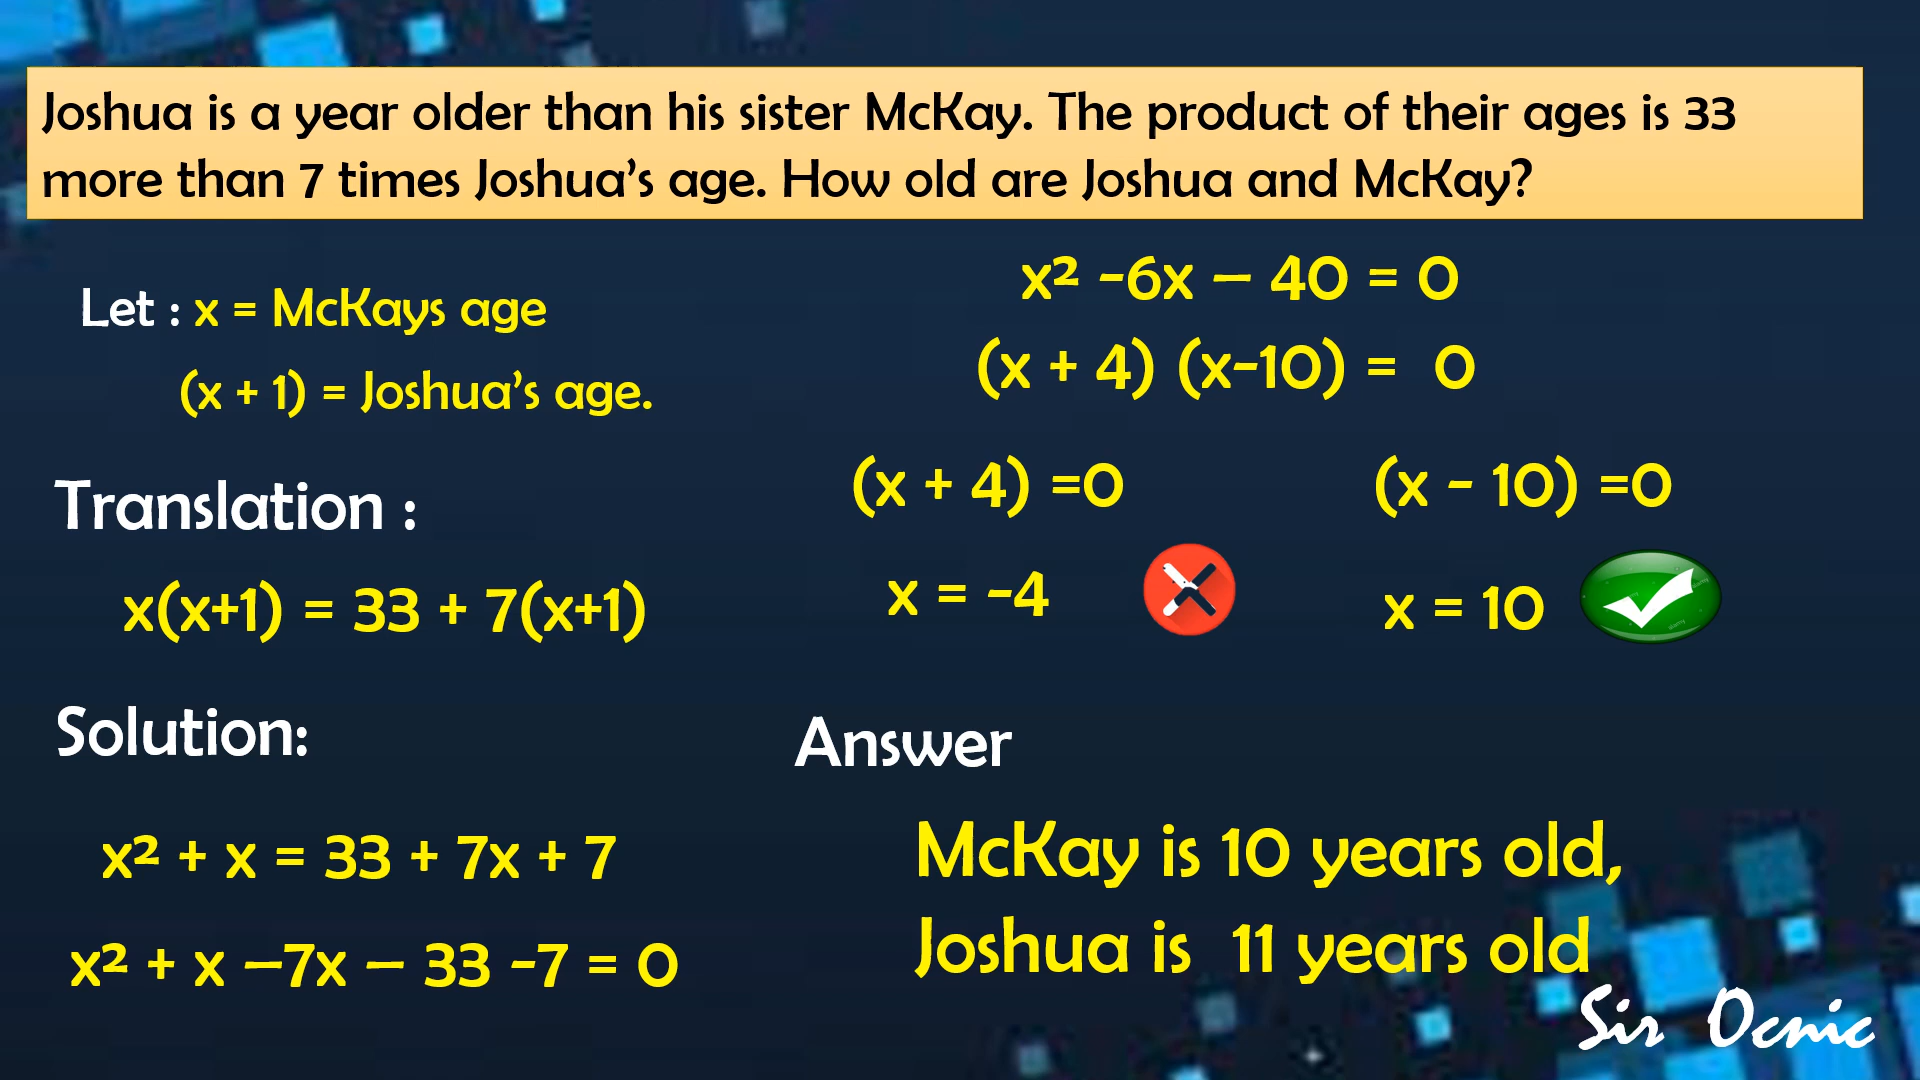 Joshua is a year older than his sister McKay. The product of their ages is 33
more than 7 times Joshua’s age. How old are Joshua and McKay?
Let : x = McKays age
(x + 1) = Joshua’s age.
Translation :
x(x+1) = 33 + 7(x+1)
Solution:
x² + x = 33 + 7x + 7
x² + x –7x – 33 -7 = 0
x² -6x – 40 = 0
(x + 4) (x-10) = 0
(x + 4) =0
x = -4
(x - 10) =0
x = 10
Answer
McKay is 10 years old,
Joshua is 11 years old
Sir Ocnic